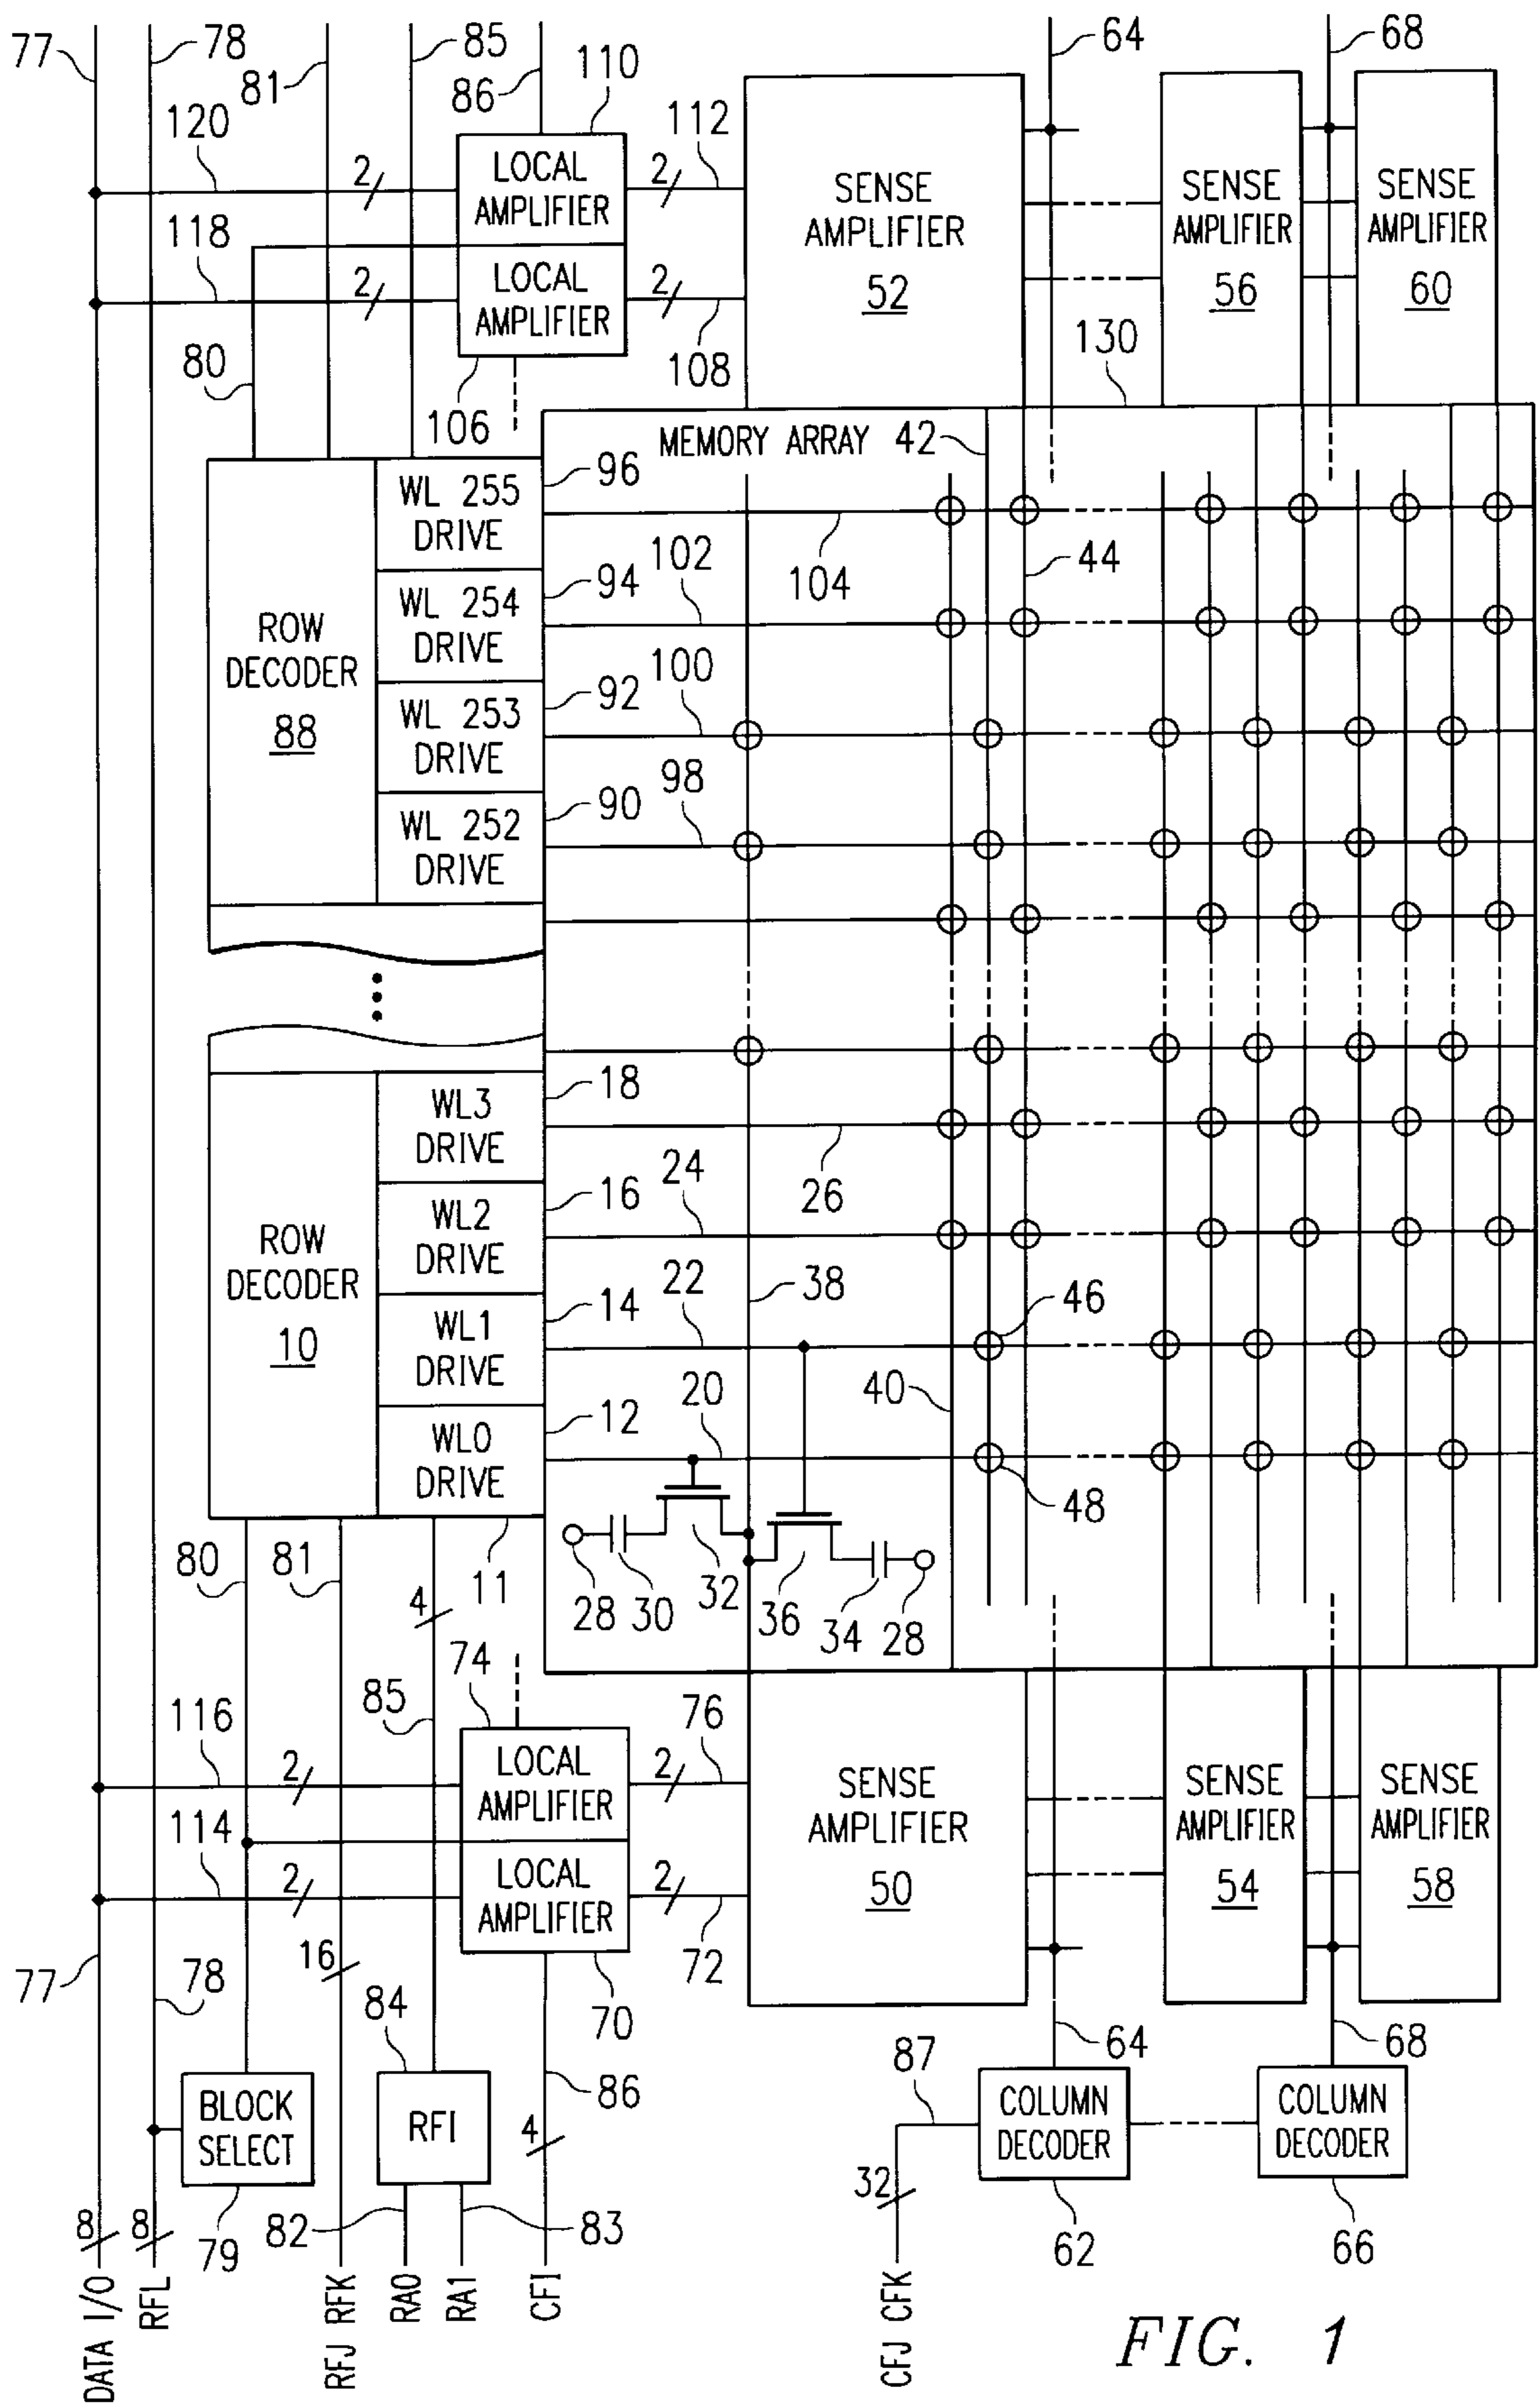 77
78
81
85
86
110
64
68
120
2
LOCAL
AMPLIFIER
2
112
SENSE
AMPLIFIER
52
SENSE
AMPLIFIER
56
SENSE
AMPLIFIER
60
118
2
LOCAL
AMPLIFIER
2
108
80
106
130
MEMORY ARRAY
42
ROW
DECODER
88
WL 255
DRIVE
96
104
44
WL 254
DRIVE
94
102
WL 253
DRIVE
92
100
WL 252
DRIVE
90
98
ROW
DECODER
10
WL3
DRIVE
18
26
WL2
DRIVE
16
24
38
WL1
DRIVE
14
22
46
40
WL0
DRIVE
12
20
48
80
81
4
11
28
30
32
36
34
28
74
85
116
2
LOCAL
AMPLIFIER
2
76
SENSE
AMPLIFIER
50
SENSE
AMPLIFIER
54
SENSE
AMPLIFIER
58
114
2
LOCAL
AMPLIFIER
2
72
77
78
16
84
70
64
68
87
86
BLOCK
SELECT
RFI
4
COLUMN
DECODER
COLUMN
DECODER
32
8
8
79
82
83
62
66
DATA I/O
RFL
RFJ RFK
RA0
RA1
CFI
CFJ CFK
FIG. 1